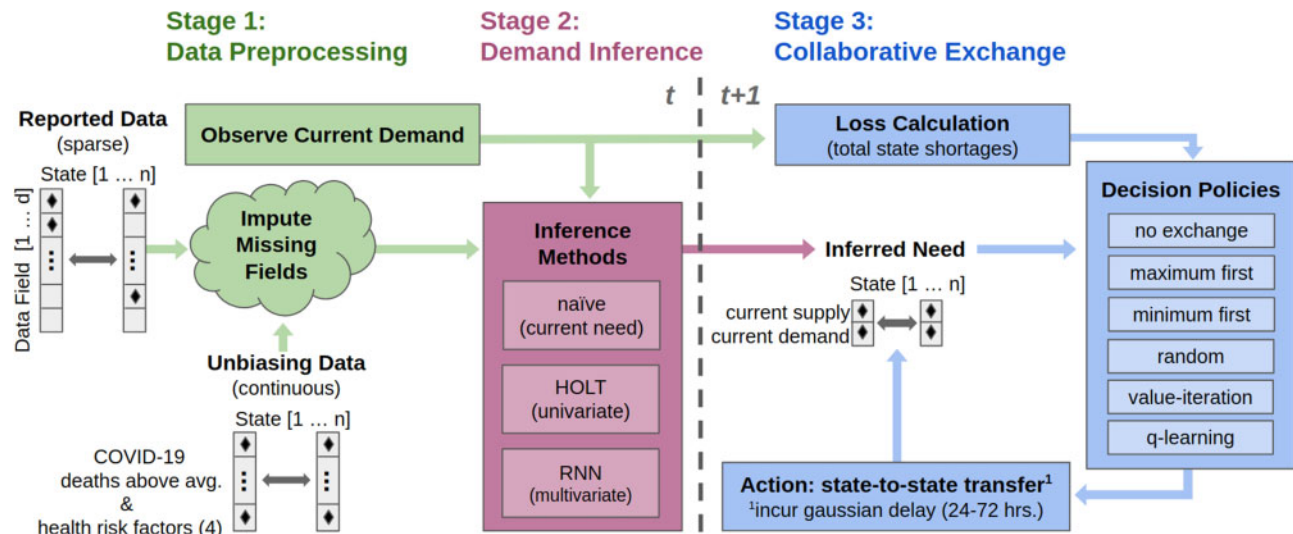 Stage 1:
Data Preprocessing
Stage 2:
Demand Inference
Stage 3:
Collaborative Exchange
t
t+1
Reported Data
(sparse)
State [1 ... n]
Data Field [1 ... d]
Observe Current Demand
Impute
Missing
Fields
Unbiasing Data
(continuous)
State [1 ... n]
COVID-19
deaths above avg.
&
health risk factors (4)
Inference
Methods
naïve
(current need)
HOLT
(univariate)
RNN
(multivariate)
Loss Calculation
(total state shortages)
Inferred Need
State [1 ... n]
current supply
current demand
Decision Policies
no exchange
maximum first
minimum first
random
value-iteration
q-learning
Action: state-to-state transfer¹
¹incur gaussian delay (24-72 hrs.)